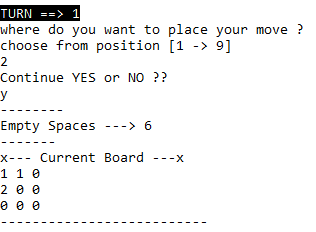 TURN ==> 1
where do you want to place your move ?
choose from position [1 -> 9]
2
Continue YES or NO ??
y
--------
Empty Spaces ---> 6
-------
x--- Current Board ---x
1 1 0
2 0 0
0 0 0
--------------------------